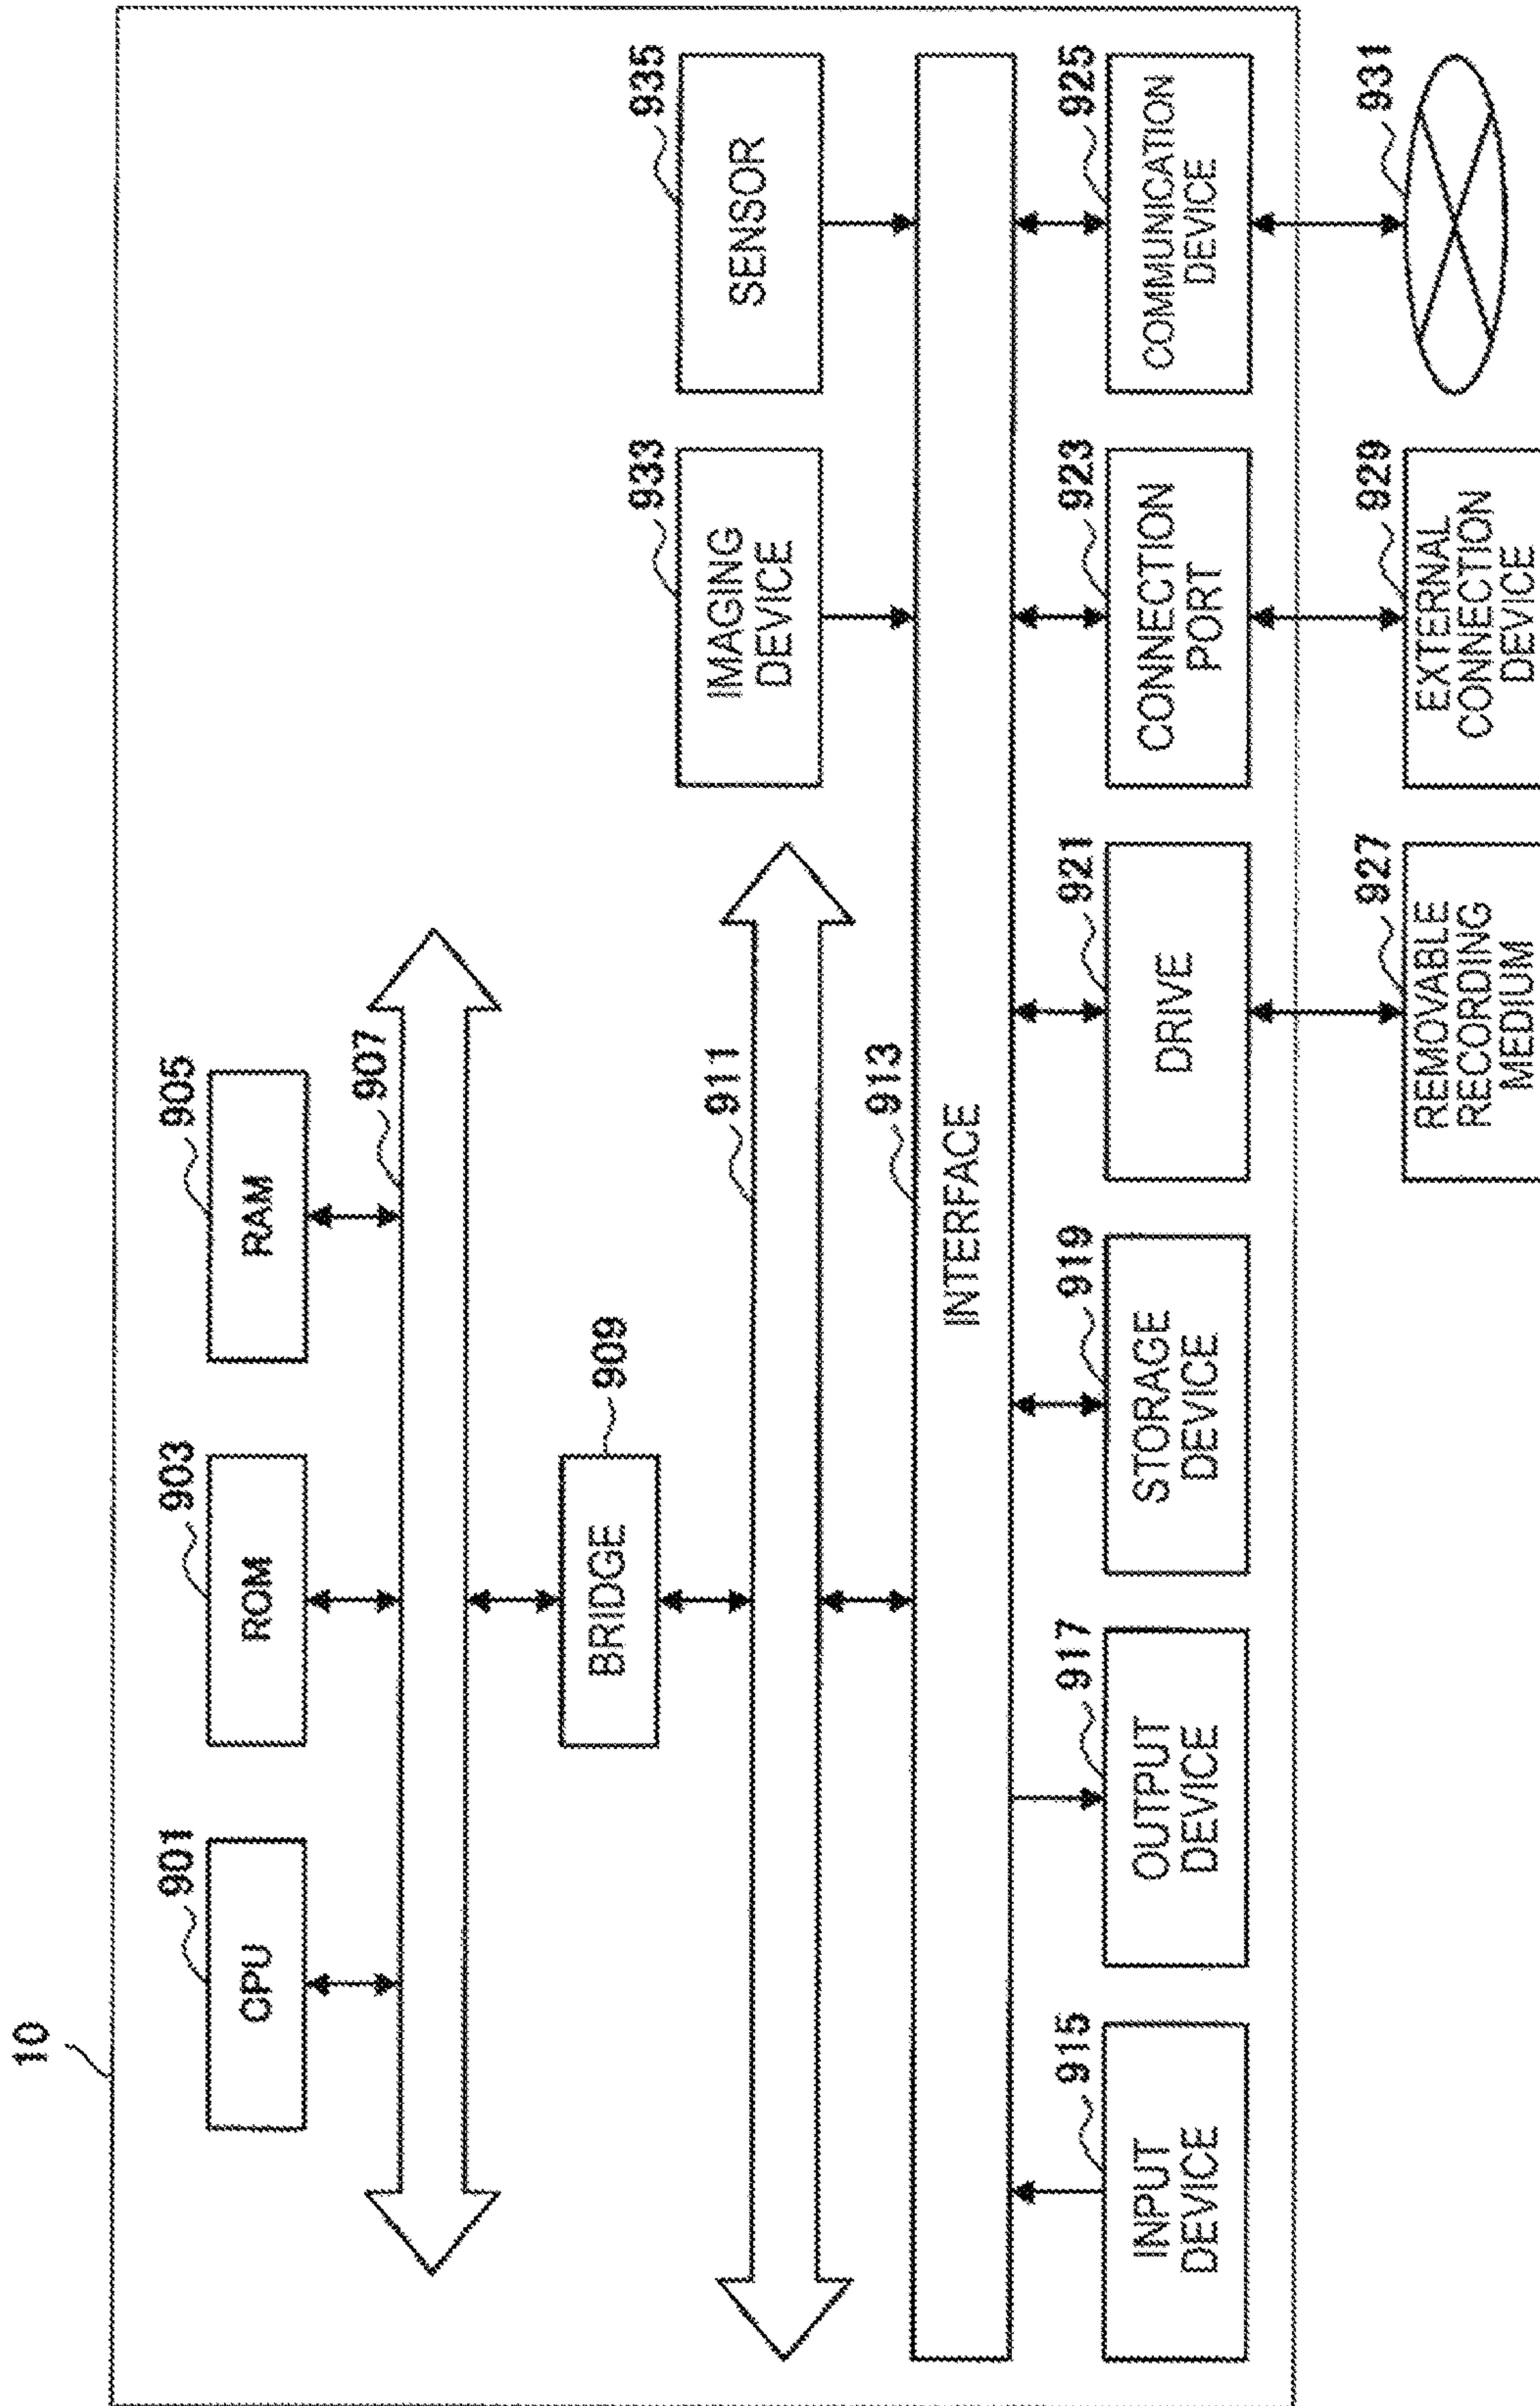 10
901
CPU
903
ROM
905
RAM
907
909
BRIDGE
911
933
IMAGING
DEVICE
935
SENSOR
913
INTERFACE
915
INPUT
DEVICE
917
OUTPUT
DEVICE
919
STORAGE
DEVICE
921
DRIVE
923
CONNECTION
PORT
925
COMMUNICATION
DEVICE
927
REMOVABLE
RECORDING
MEDIUM
929
EXTERNAL
CONNECTION
DEVICE
931